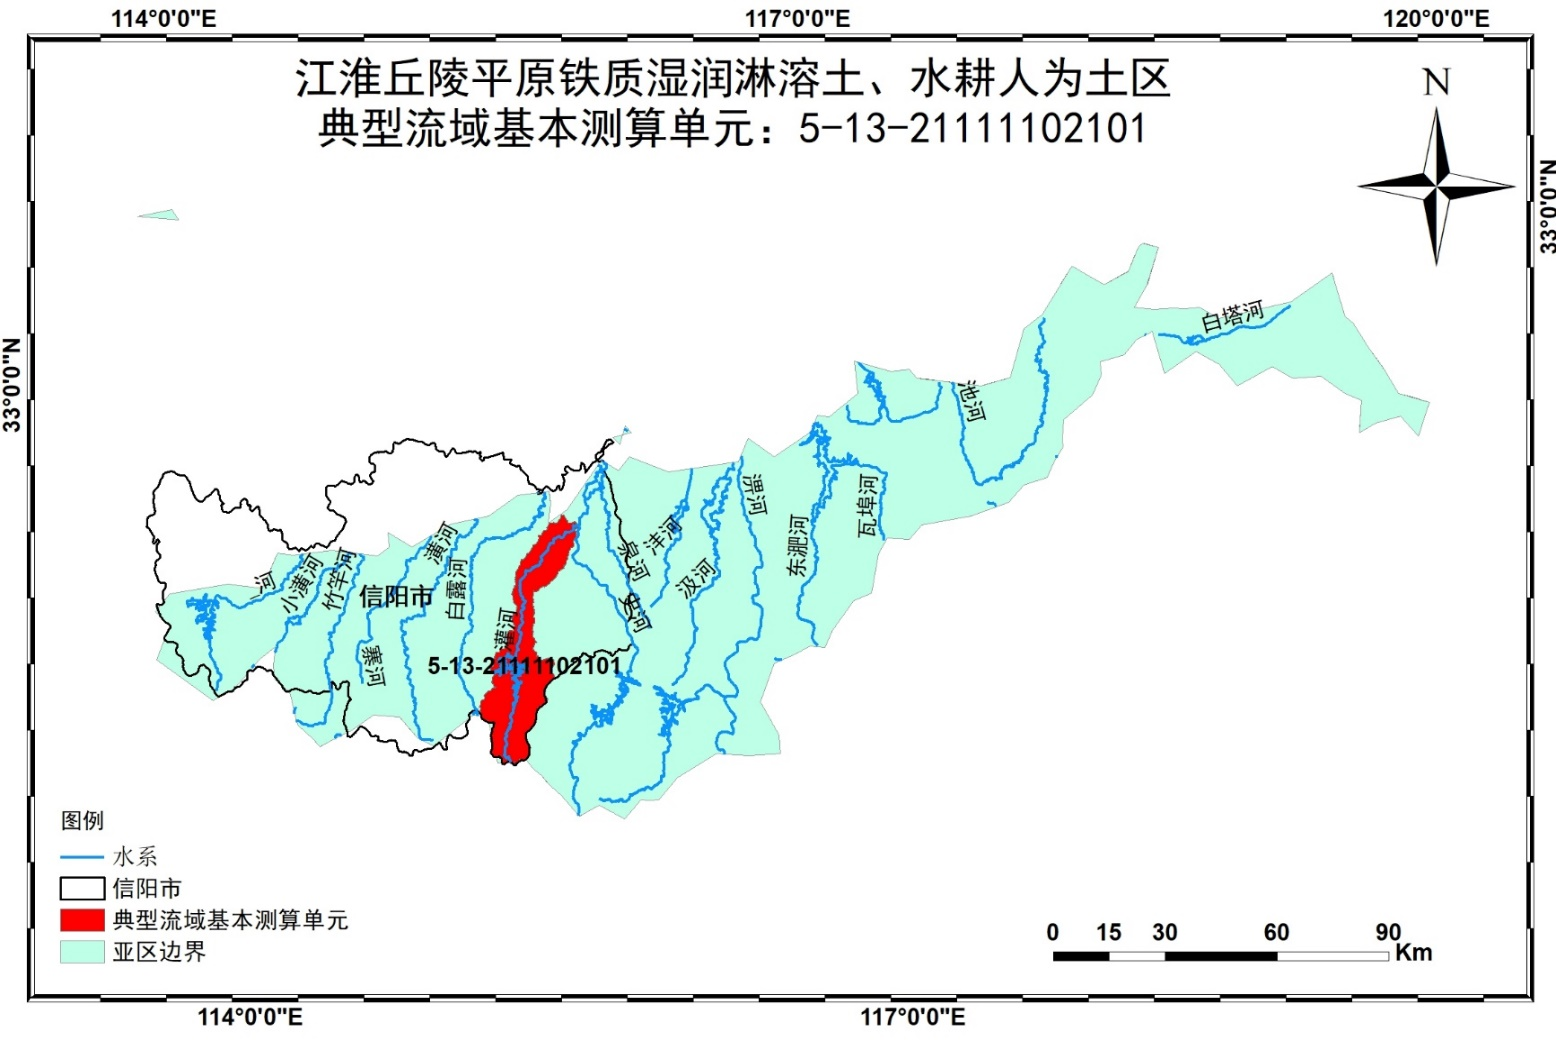 114°0'0"E
117°0'0"E
120°0'0"E
江淮丘陵平原铁质湿润淋溶土、水耕人为土区
典型流域基本测算单元：5-13-21111102101
N
33°0'0"N
33°0'0"N
白塔河
池河
淠河
瓦埠河
东淝河
沣河
汲河
泉河
史河
灌河
白露河
潢河
信阳市
竹竿河
小潢河
河
寨河
5-13-21111102101
图例
水系
信阳市
典型流域基本测算单元
亚区边界
0 15 30 60 90
Km
114°0'0"E
117°0'0"E